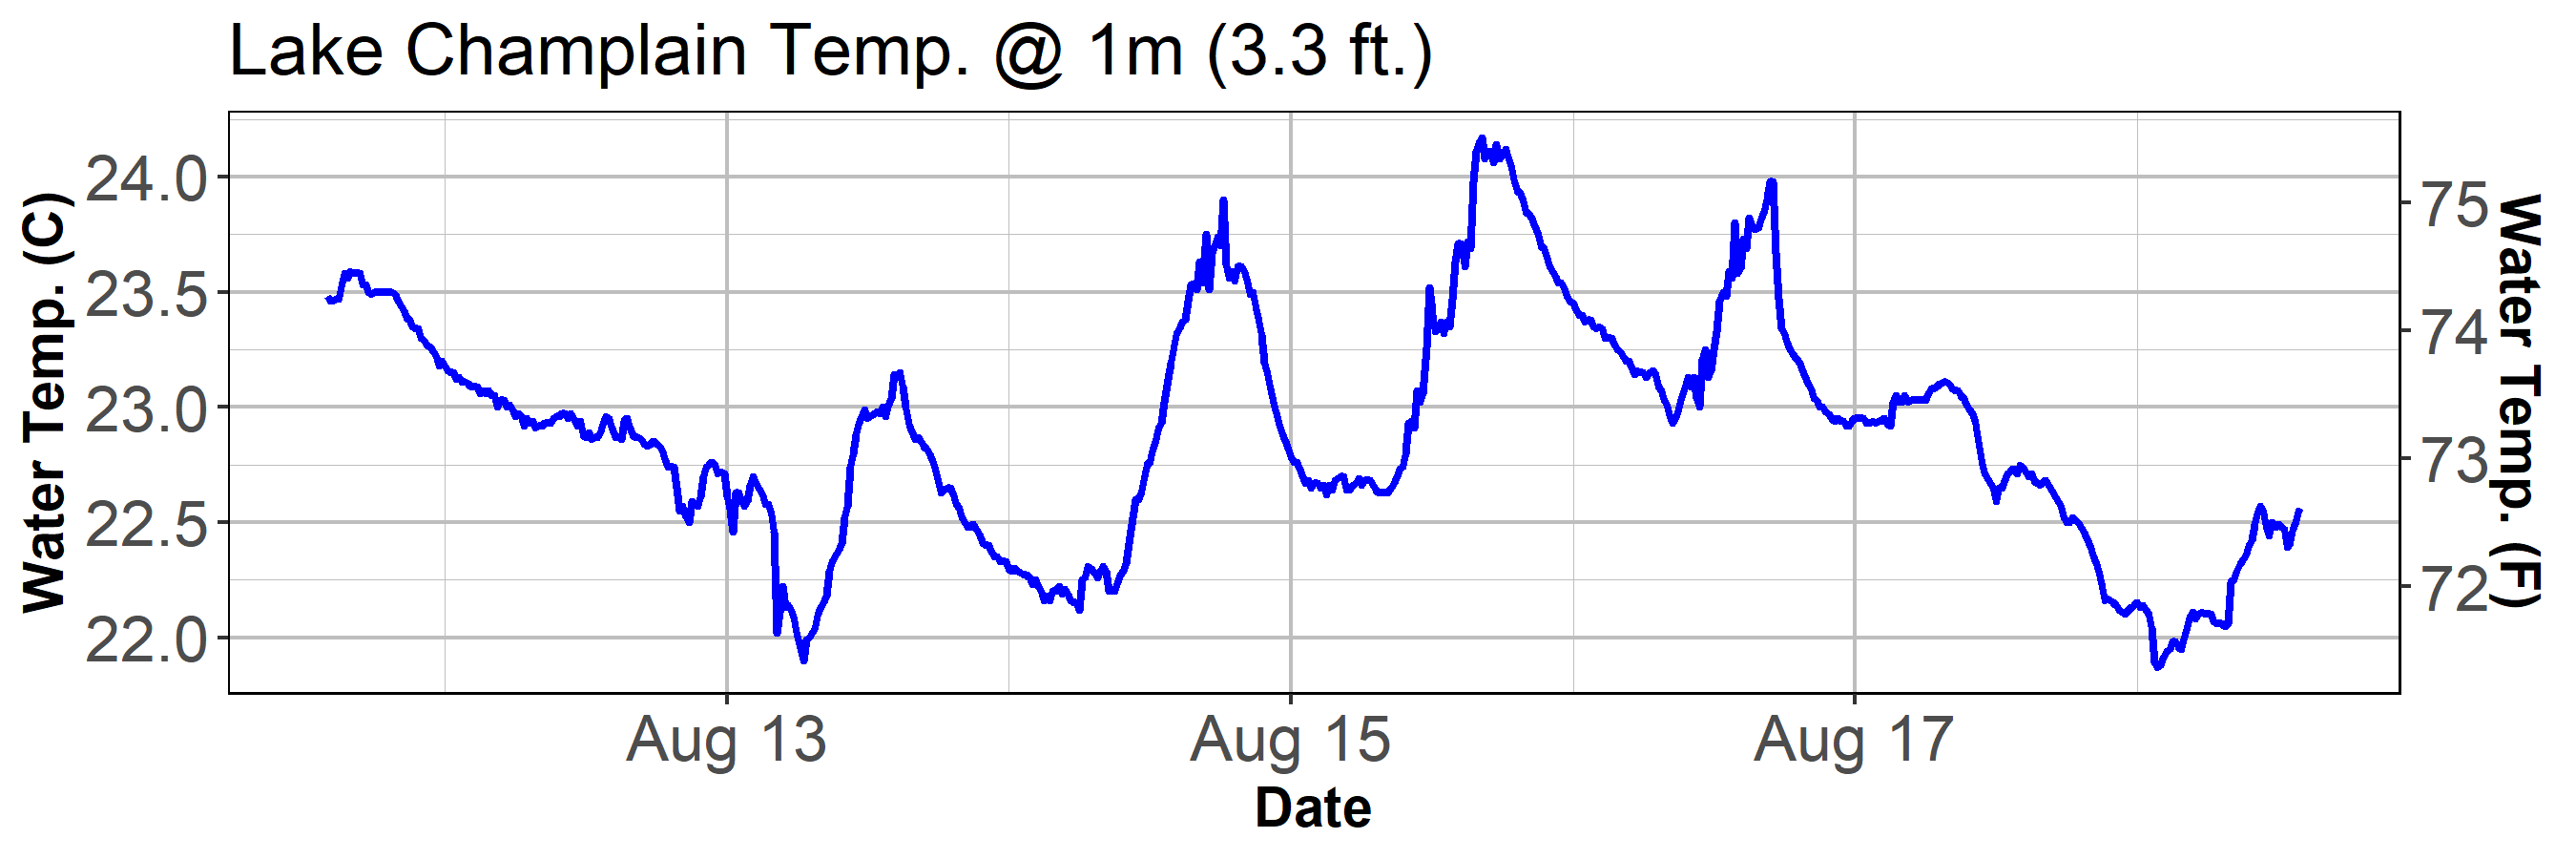 Lake Champlain Temp. @ 1m (3.3 ft.)
Water Temp. (C)
24.0
23.5
23.0
22.5
22.0
75
74
73
72
Water Temp. (F)
Aug 13 Aug 15 Aug 17
Date